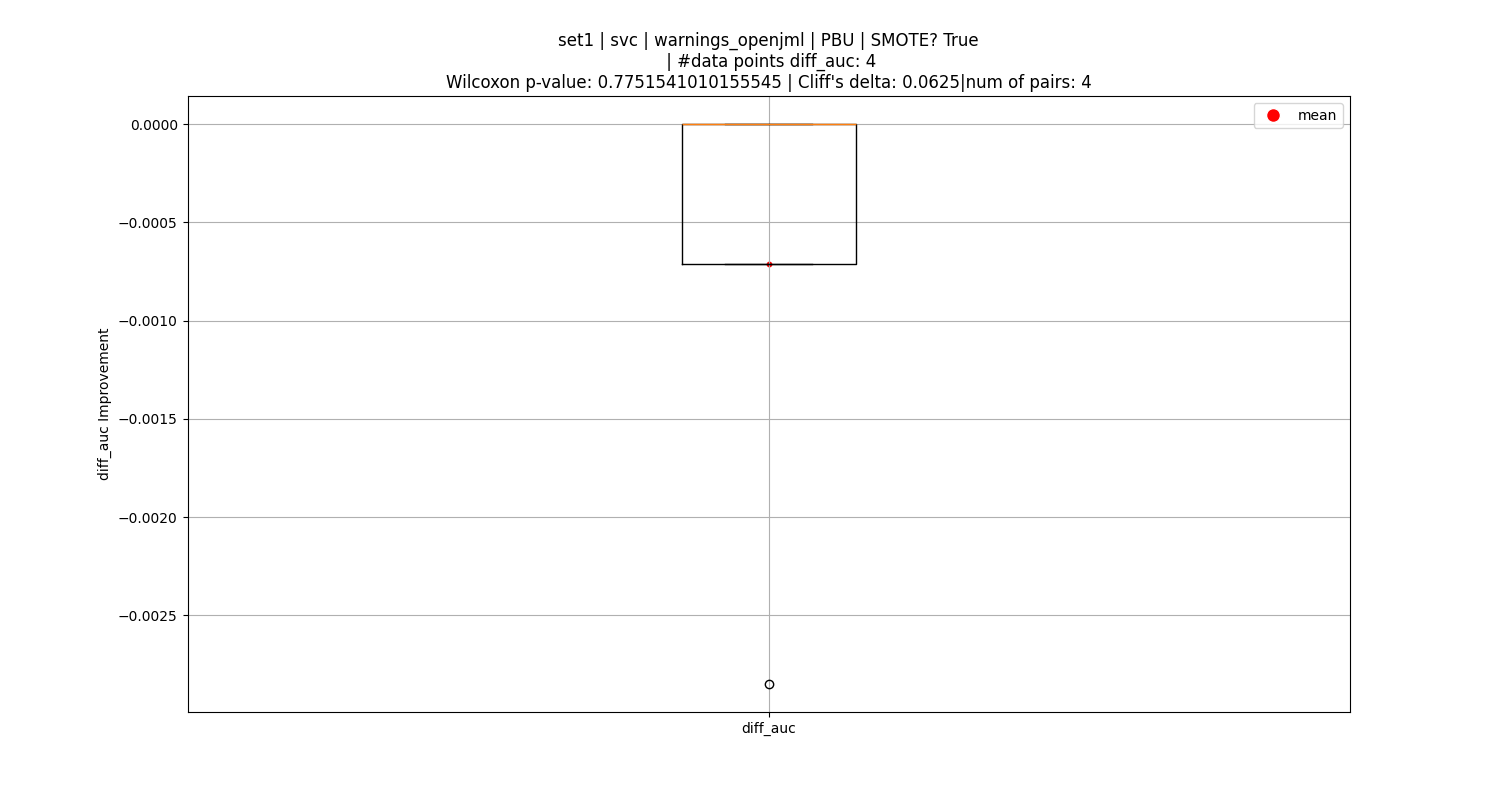 set1 | svc | warnings_openjml | PBU | SMOTE? True
| #data points diff_auc: 4
Wilcoxon p-value: 0.7751541010155545 | Cliff's delta: 0.0625|num of pairs: 4
mean
0.0000
−0.0005
−0.0010
−0.0015
−0.0020
−0.0025
diff_auc Improvement
diff_auc